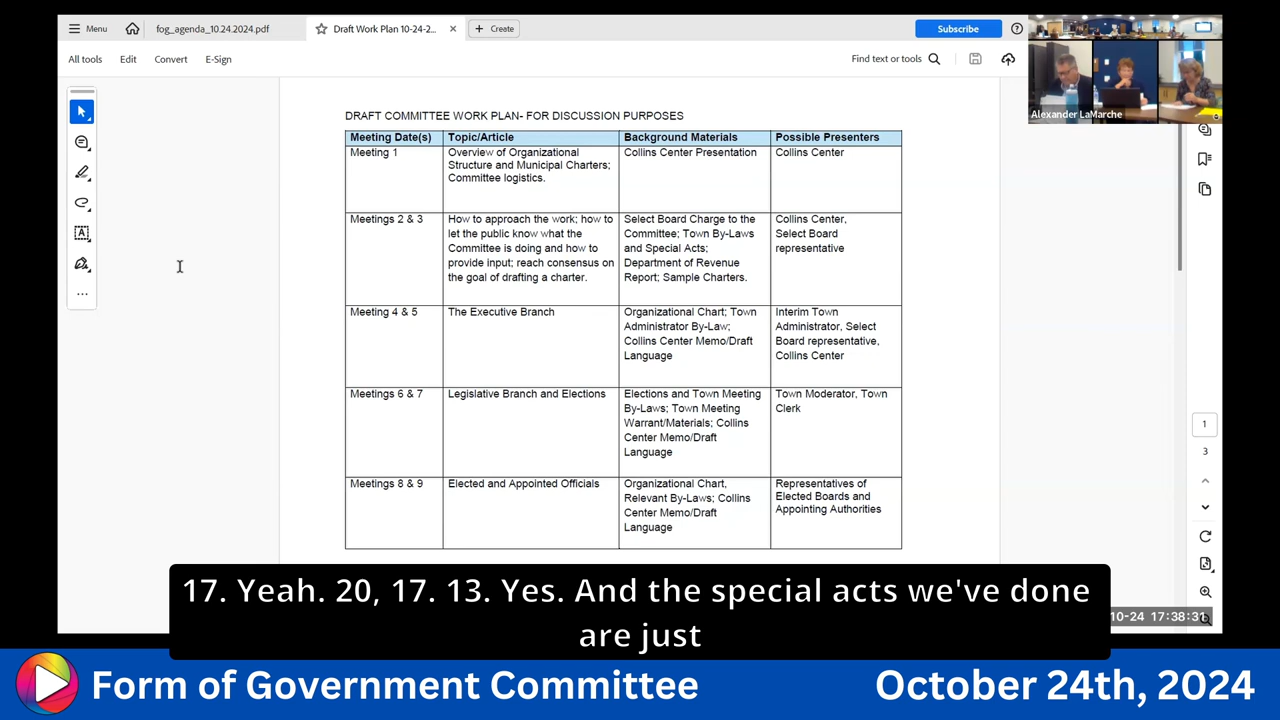 Menu
fog_agenda_10.24.2024.pdf
Draft Work Plan 10-24-2...
Create
Subscribe
All tools
Edit
Convert
E-Sign
Find text or tools
Alexander LaMarche
DRAFT COMMITTEE WORK PLAN- FOR DISCUSSION PURPOSES
Meeting Date(s)
Topic/Article
Background Materials
Possible Presenters
Meeting 1
Overview of Organizational
Structure and Municipal Charters;
Committee logistics.
Collins Center Presentation
Collins Center
Meetings 2 & 3
How to approach the work; how to
let the public know what the
Committee is doing and how to
provide input; reach consensus on
the goal of drafting a charter.
Select Board Charge to the
Committee; Town By-Laws
and Special Acts;
Department of Revenue
Report; Sample Charters.
Collins Center,
Select Board
representative
Meeting 4 & 5
The Executive Branch
Organizational Chart; Town
Administrator By-Law;
Collins Center Memo/Draft
Language
Interim Town
Administrator, Select
Board representative,
Collins Center
Meetings 6 & 7
Legislative Branch and Elections
Elections and Town Meeting
By-Laws; Town Meeting
Warrant/Materials; Collins
Center Memo/Draft
Language
Town Moderator, Town
Clerk
Meetings 8 & 9
Elected and Appointed Officials
Organizational Chart,
Relevant By-Laws; Collins
Center Memo/Draft
Language
Representatives of
Elected Boards and
Appointing Authorities
1
3
10-24 17:38:31
17. Yeah. 20, 17. 13. Yes. And the special acts we've done
are just
Form of Government Committee
October 24th, 2024